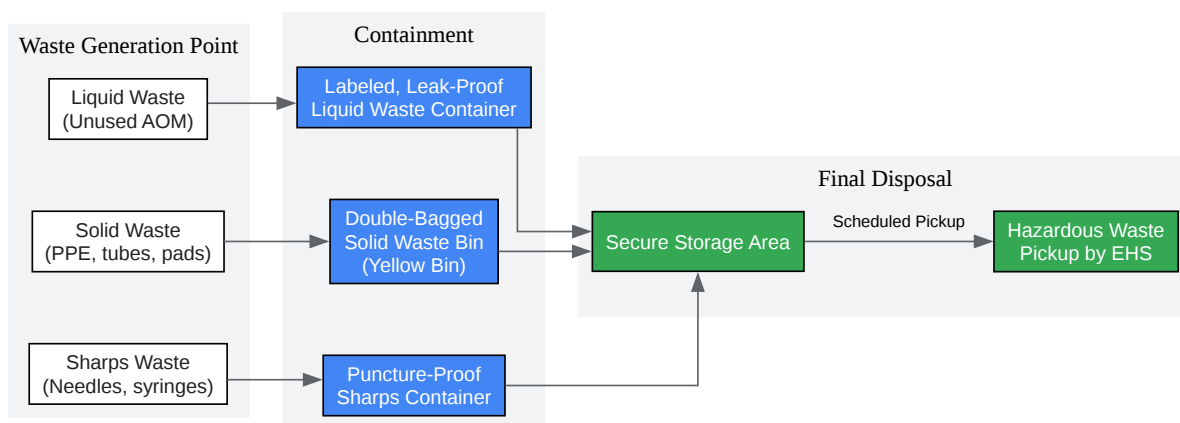 Waste Generation Point
Liquid Waste
(Unused AOM)
Solid Waste
(PPE, tubes, pads)
Sharps Waste
(Needles, syringes)
Containment
Labeled, Leak-Proof
Liquid Waste Container
Double-Bagged
Solid Waste Bin
(Yellow Bin)
Puncture-Proof
Sharps Container
Final Disposal
Secure Storage Area
Scheduled Pickup
Hazardous Waste
Pickup by EHS